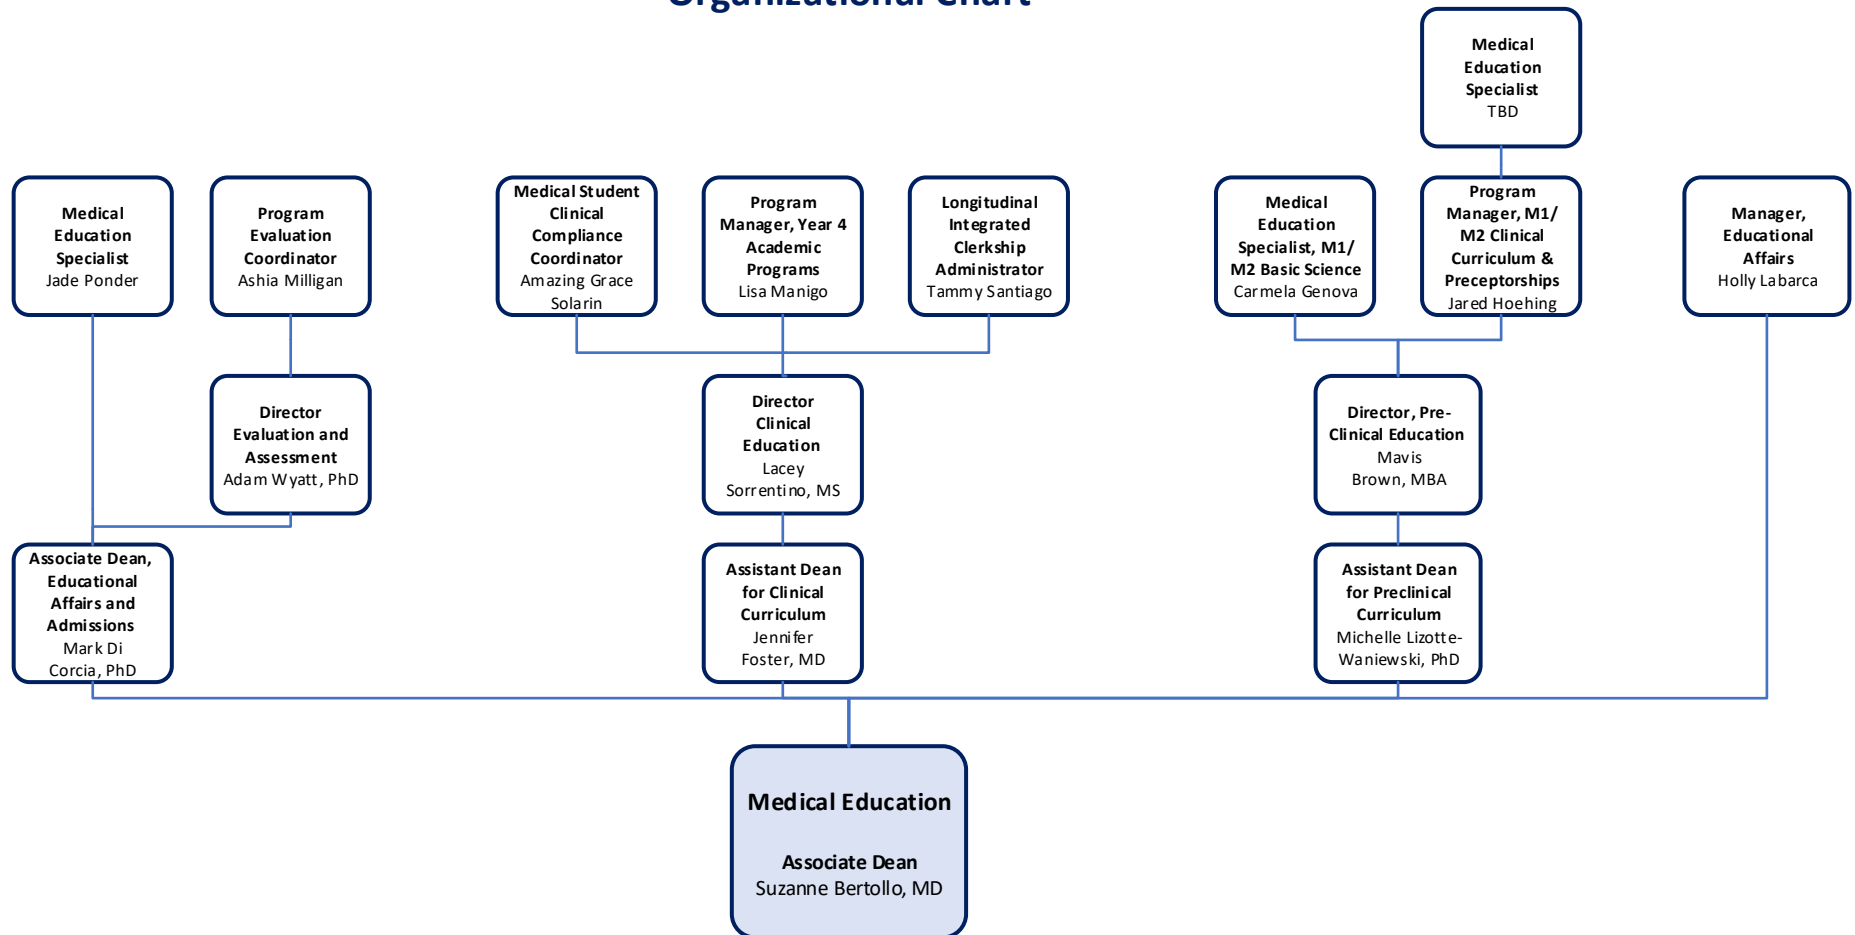 Organizational Chart
Medical
Education
Specialist
TBD
Medical
Education
Specialist
Jade Ponder
Program
Evaluation
Coordinator
Ashia Milligan
Medical Student
Clinical
Compliance
Coordinator
Amazing Grace
Solarin
Program
Manager, Year 4
Academic
Programs
Lisa Manigo
Longitudinal
Integrated
Clerkship
Administrator
Tammy Santiago
Medical
Education
Specialist, M1/
M2 Basic Science
Carmela Genova
Program
Manager, M1/
M2 Clinical
Curriculum &
Preceptorships
Jared Hoehing
Manager,
Educational
Affairs
Holly Labarca
Director
Evaluation and
Assessment
Adam Wyatt, PhD
Director
Clinical
Education
Lacey
Sorrentino, MS
Director, Pre-
Clinical Education
Mavis
Brown, MBA
Associate Dean,
Educational
Affairs and
Admissions
Mark Di
Corcia, PhD
Assistant Dean
for Clinical
Curriculum
Jennifer
Foster, MD
Assistant Dean
for Preclinical
Curriculum
Michelle Lizotte-
Waniewski, PhD
Medical Education
Associate Dean
Suzanne Bertollo, MD